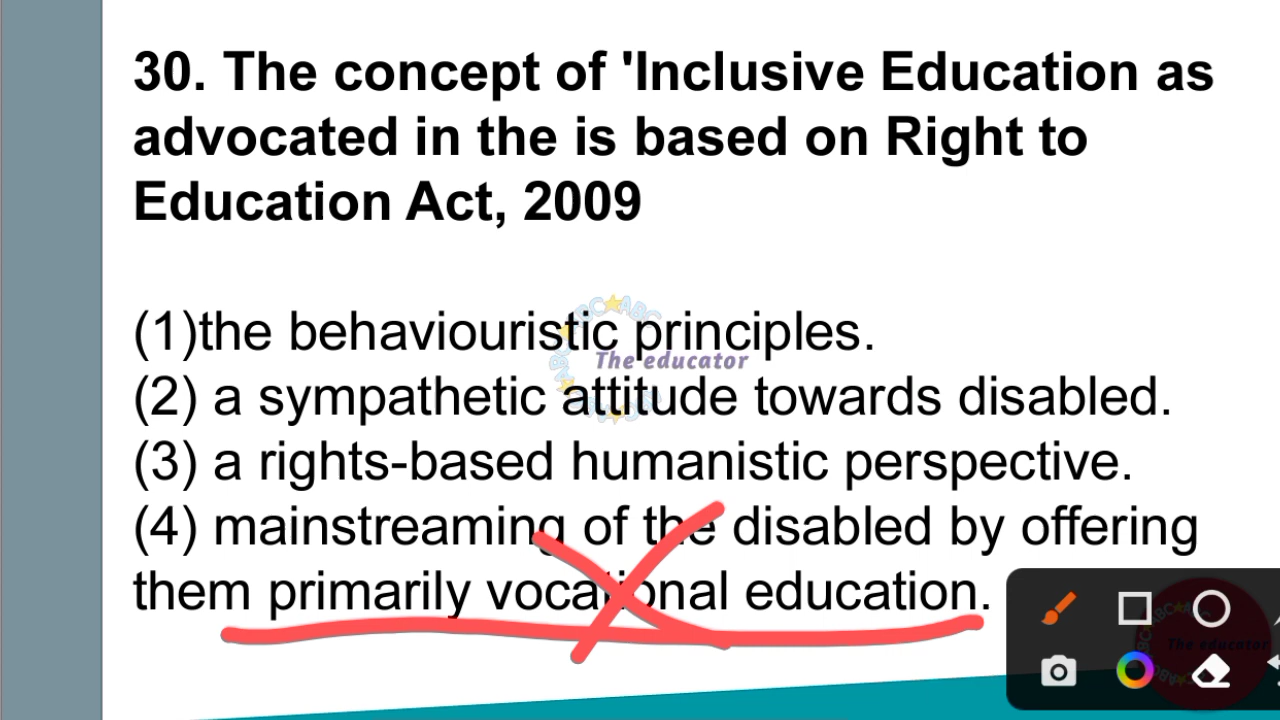 30. The concept of 'Inclusive Education as
advocated in the is based on Right to
Education Act, 2009
(1)the behaviouristic principles.
The educator
(2) a sympathetic attitude towards disabled.
(3) a rights-based humanistic perspective.
(4) mainstreaming of the disabled by offering
them primarily vocational education.
The educator